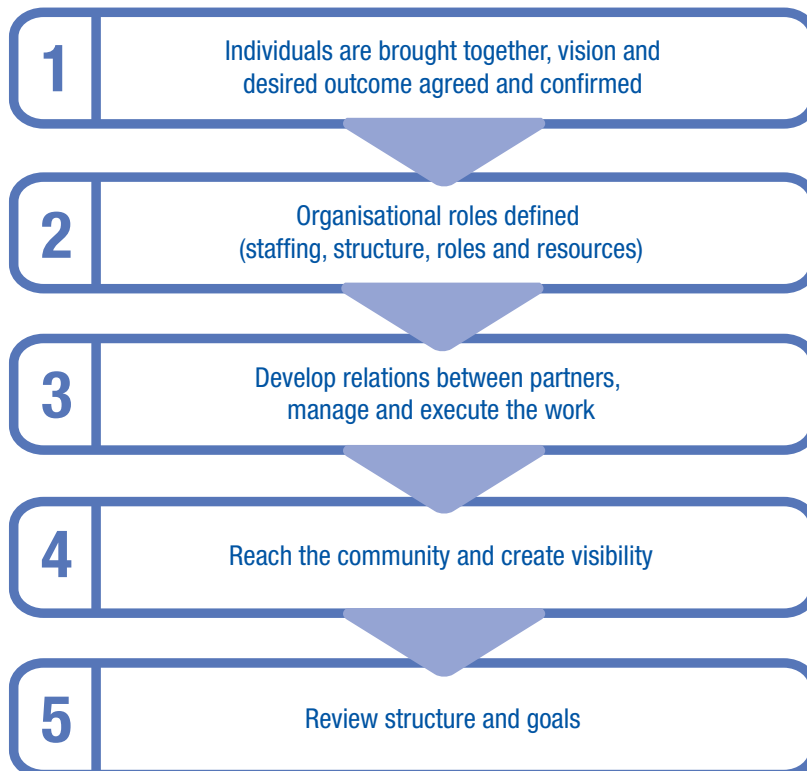 1
Individuals are brought together, vision and
desired outcome agreed and confirmed
2
Organisational roles defined
(staffing, structure, roles and resources)
3
Develop relations between partners,
manage and execute the work
4
Reach the community and create visibility
5
Review structure and goals